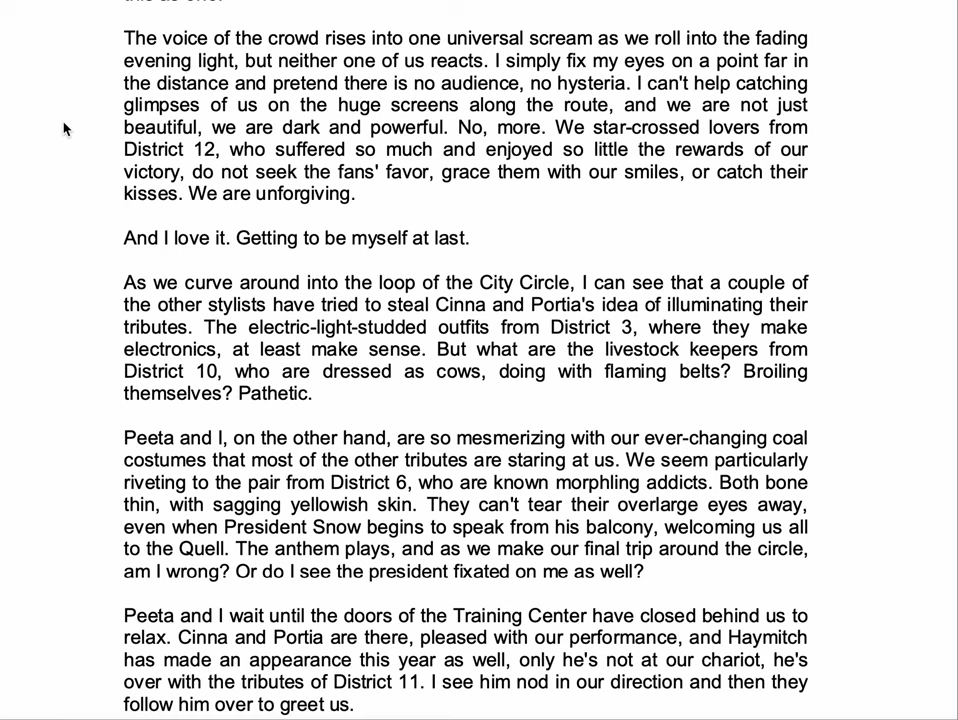 The voice of the crowd rises into one universal scream as we roll into the fading
evening light, but neither one of us reacts. I simply fix my eyes on a point far in
the distance and pretend there is no audience, no hysteria. I can't help catching
glimpses of us on the huge screens along the route, and we are not just
beautiful, we are dark and powerful. No, more. We star-crossed lovers from
District 12, who suffered so much and enjoyed so little the rewards of our
victory, do not seek the fans' favor, grace them with our smiles, or catch their
kisses. We are unforgiving.
And I love it. Getting to be myself at last.
As we curve around into the loop of the City Circle, I can see that a couple of
the other stylists have tried to steal Cinna and Portia's idea of illuminating their
tributes. The electric-light-studded outfits from District 3, where they make
electronics, at least make sense. But what are the livestock keepers from
District 10, who are dressed as cows, doing with flaming belts? Broiling
themselves? Pathetic.
Peeta and I, on the other hand, are so mesmerizing with our ever-changing coal
costumes that most of the other tributes are staring at us. We seem particularly
riveting to the pair from District 6, who are known morphling addicts. Both bone
thin, with sagging yellowish skin. They can't tear their overlarge eyes away,
even when President Snow begins to speak from his balcony, welcoming us all
to the Quell. The anthem plays, and as we make our final trip around the circle,
am I wrong? Or do I see the president fixated on me as well?
Peeta and I wait until the doors of the Training Center have closed behind us to
relax. Cinna and Portia are there, pleased with our performance, and Haymitch
has made an appearance this year as well, only he's not at our chariot, he's
over with the tributes of District 11. I see him nod in our direction and then they
follow him over to greet us.